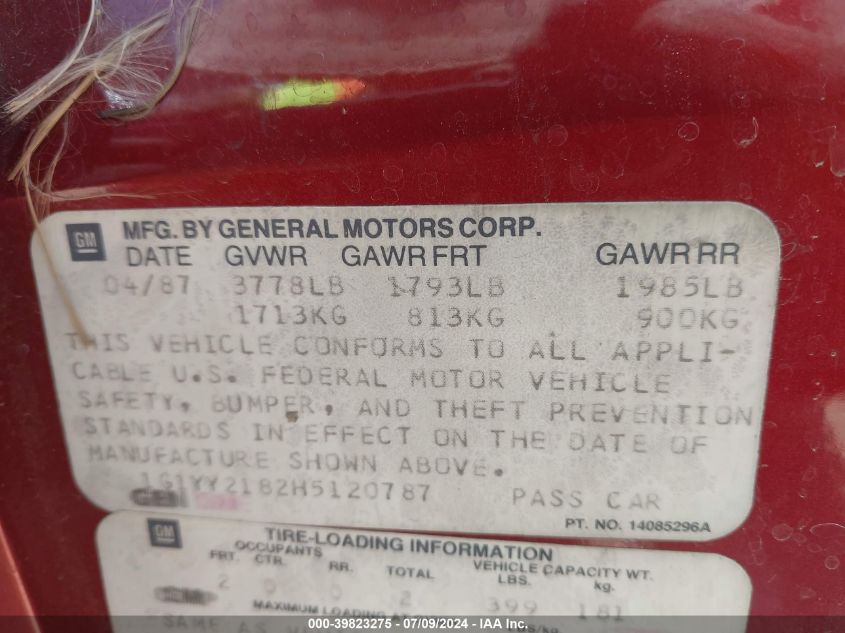 GM MFG. BY GENERAL MOTORS CORP.
DATE GVWR GAWR FRT GAWR RR
04/87 3778LB 1793LB 1985LB
1713KG 813KG 900KG
THIS VEHICLE CONFORMS TO ALL APPLI-
CABLE U.S. FEDERAL MOTOR VEHICLE
SAFETY, BUMPER, AND THEFT PREVENTION
STANDARDS IN EFFECT ON THE DATE OF
MANUFACTURE SHOWN ABOVE.
1G1YY2182H5120787 PASS CAR
PT. NO. 14085296A
GM TIRE-LOADING INFORMATION
OCCUPANTS VEHICLE CAPACITY WT.
FRT. CTR. RR. TOTAL LBS. kg.
2 0 0 2 399 181
MAXIMUM LOADING
SAME AS
000-39823275 - 07/09/2024 - IAA Inc.